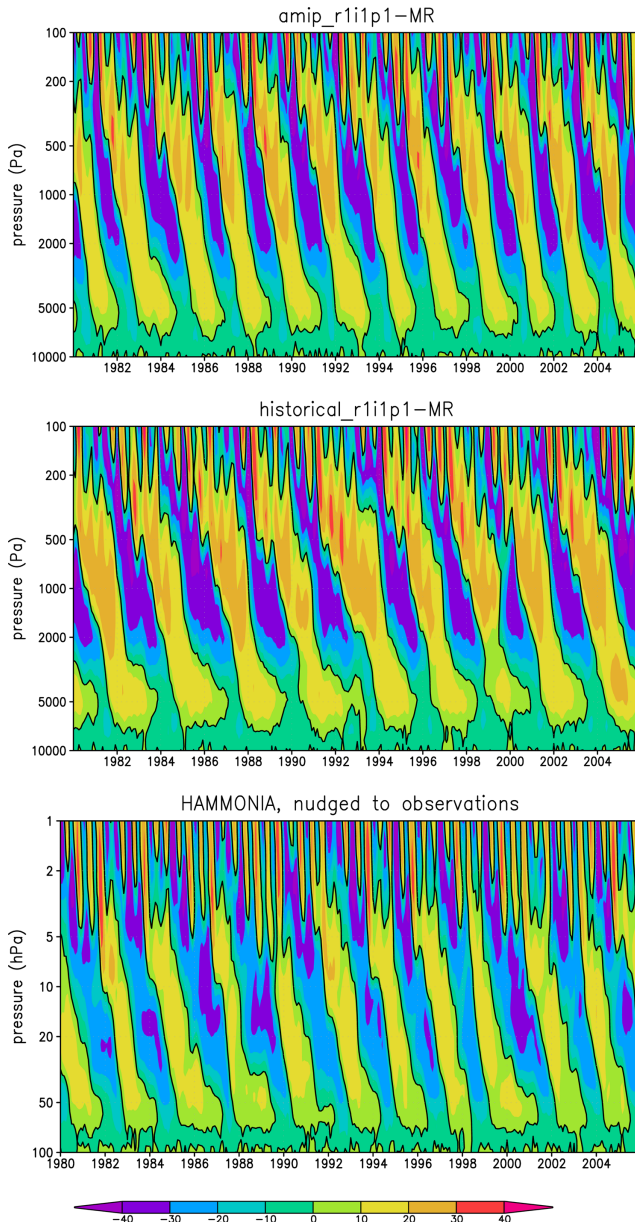 amip_r1i1p1-MR
100
200
500
1000
2000
5000
10000
pressure (Pa)
1982 1984 1986 1988 1990 1992 1994 1996 1998 2000 2002 2004
historical_r1i1p1-MR
100
200
500
1000
2000
5000
10000
pressure (Pa)
1982 1984 1986 1988 1990 1992 1994 1996 1998 2000 2002 2004
HAMMONIA, nudged to observations
1
2
5
10
20
50
100
pressure (hPa)
1980 1982 1984 1986 1988 1990 1992 1994 1996 1998 2000 2002 2004
-40 -30 -20 -10 0 10 20 30 40